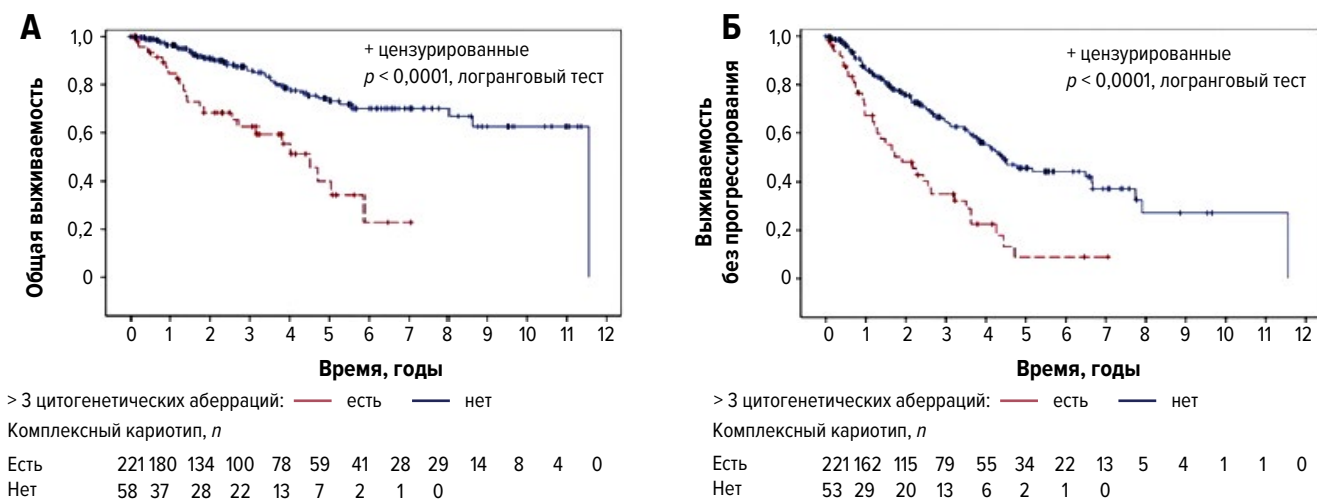 А
Общая выживаемость
1,0
0,8
0,6
0,4
0,2
0
+ цензурированные
p < 0,0001, логранговый тест
0 1 2 3 4 5 6 7 8 9 10 11 12
Время, годы
> 3 цитогенетических аберраций: есть нет
Комплексный кариотип, n
Есть 221 180 134 100 78 59 41 28 29 14 8 4 0
Нет 58 37 28 22 13 7 2 1 0
Б
Выживаемость
без прогрессирования
1,0
0,8
0,6
0,4
0,2
0
+ цензурированные
p < 0,0001, логранговый тест
0 1 2 3 4 5 6 7 8 9 10 11 12
Время, годы
> 3 цитогенетических аберраций: есть нет
Комплексный кариотип, n
Есть 221 162 115 79 55 34 22 13 5 4 1 1 0
Нет 53 29 20 13 6 2 1 0